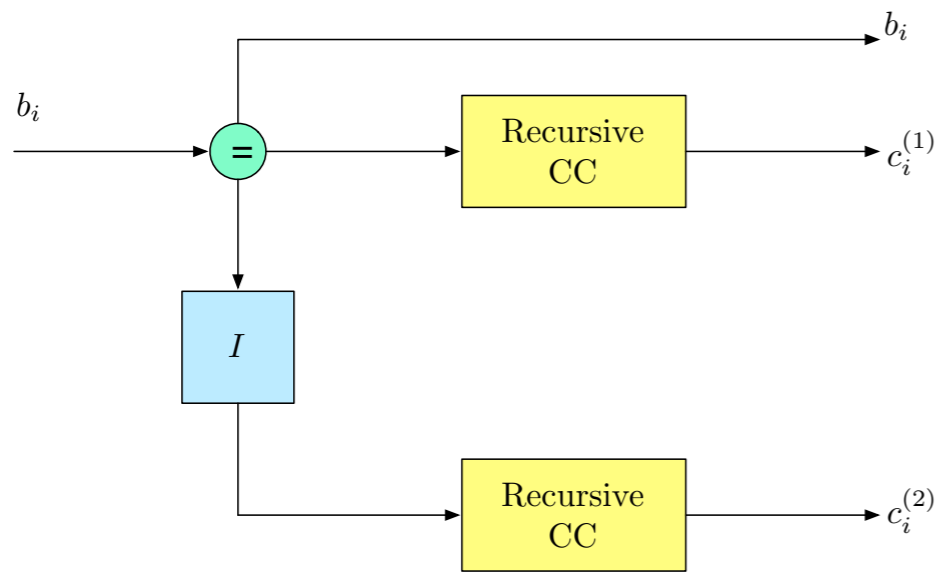 b_i
b_i
=
Recursive
CC
c_i^{(1)}
I
Recursive
CC
c_i^{(2)}